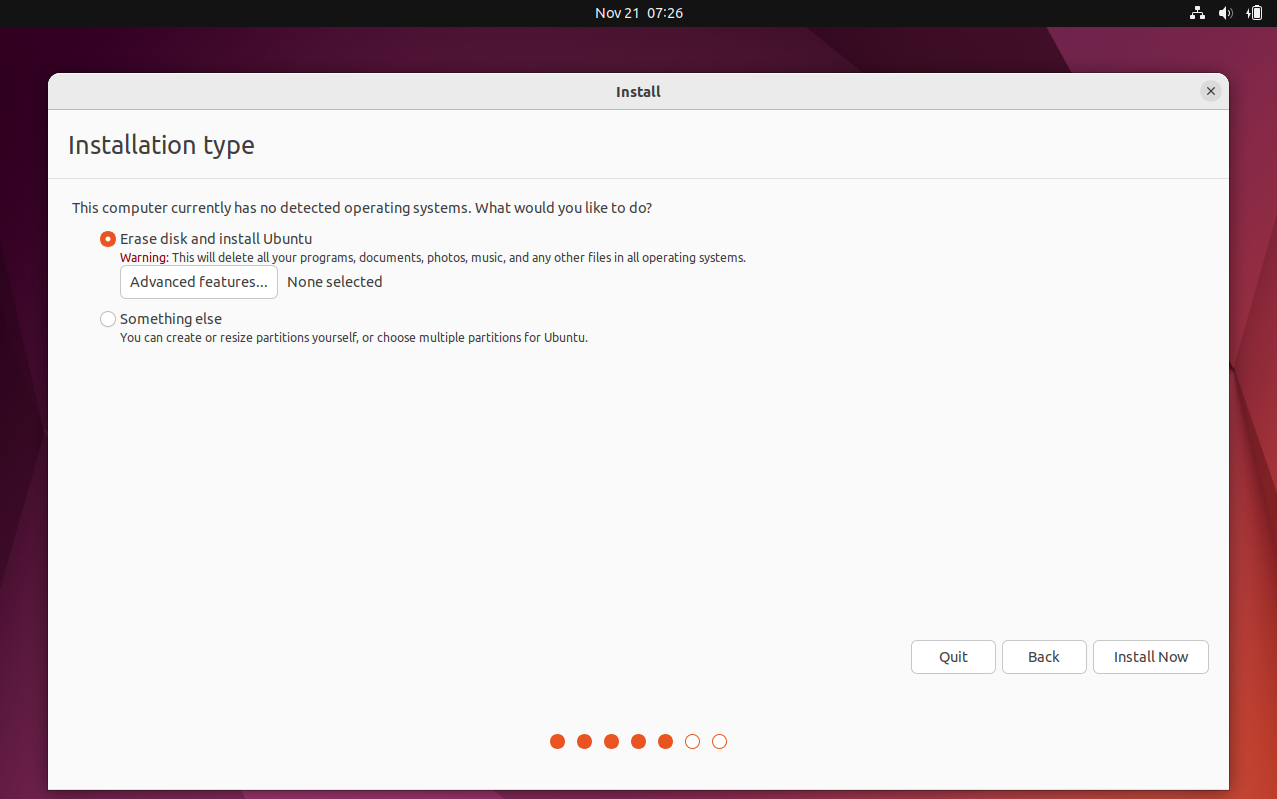 Nov 21 07:26
Install
Installation type
This computer currently has no detected operating systems. What would you like to do?
Erase disk and install Ubuntu
Warning: This will delete all your programs, documents, photos, music, and any other files in all operating systems.
Advanced features... None selected
Something else
You can create or resize partitions yourself, or choose multiple partitions for Ubuntu.
Quit Back Install Now